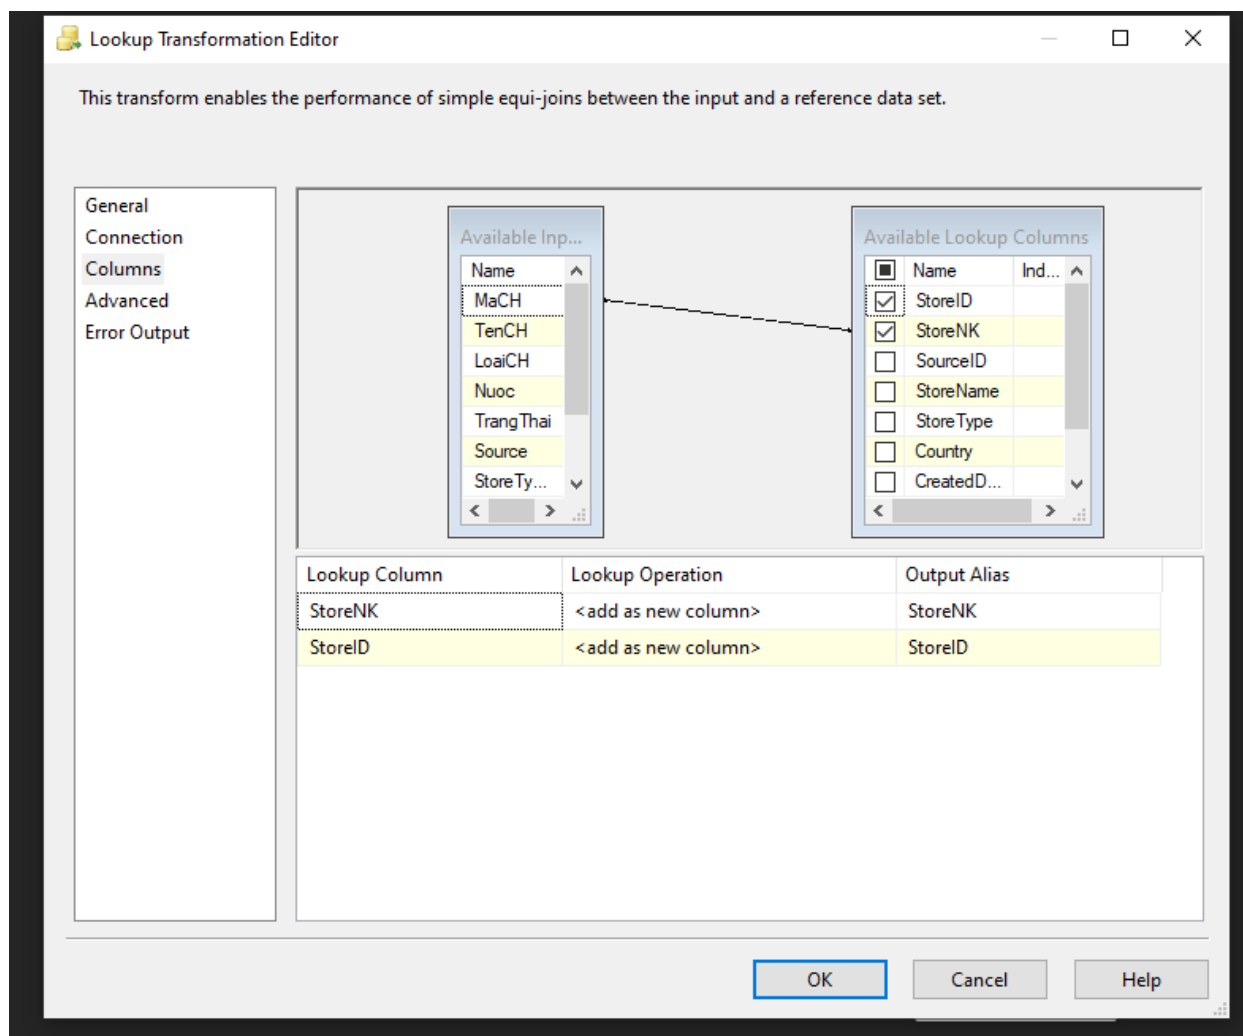 Lookup Transformation Editor
This transform enables the performance of simple equi-joins between the input and a reference data set.
General
Connection
Columns
Advanced
Error Output
Available Inp...
Name
MaCH
TenCH
LoaiCH
Nuoc
TrangThai
Source
StoreTy...
Available Lookup Columns
Name Ind...
StoreID
StoreNK
SourceID
StoreName
StoreType
Country
CreatedD...
Lookup Column Lookup Operation Output Alias
StoreNK <add as new column> StoreNK
StoreID <add as new column> StoreID
OK Cancel Help